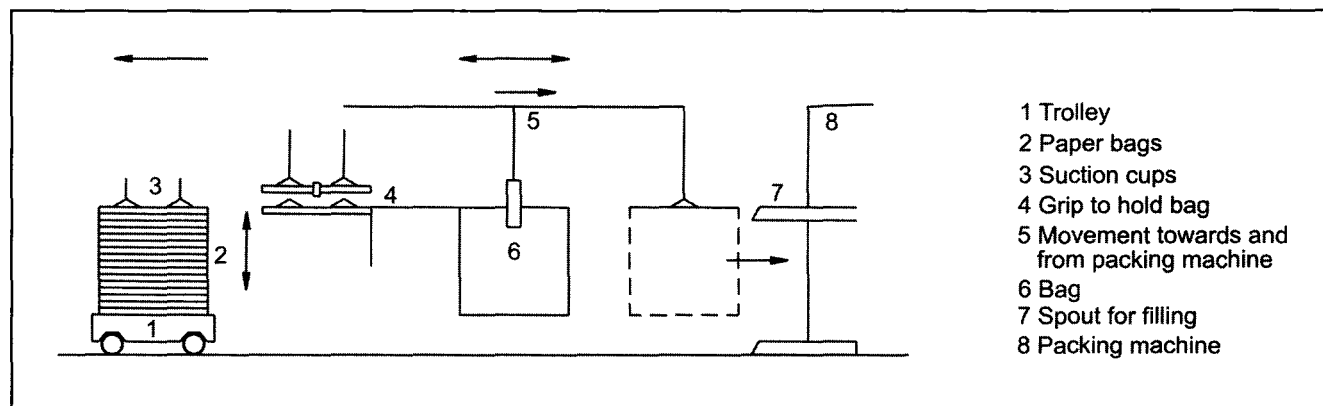 3
4
5
8
7
2
6
1
1 Trolley
2 Paper bags
3 Suction cups
4 Grip to hold bag
5 Movement towards and
from packing machine
6 Bag
7 Spout for filling
8 Packing machine